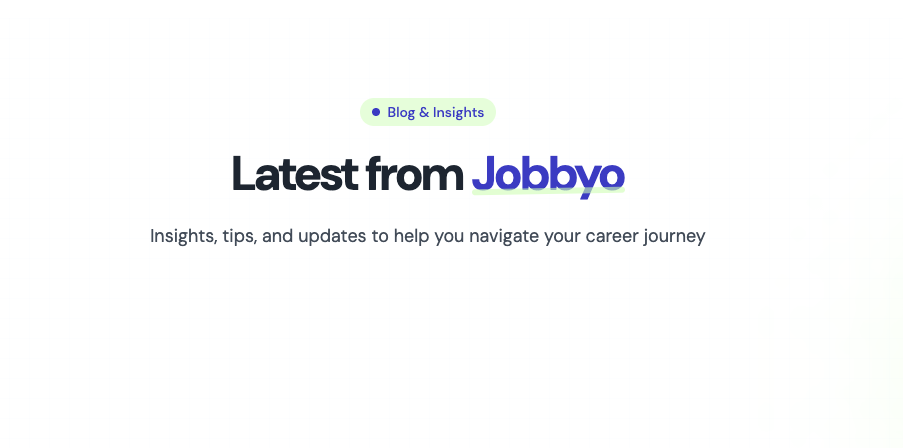 Blog & Insights
Latest from Jobbyo
Insights, tips, and updates to help you navigate your career journey